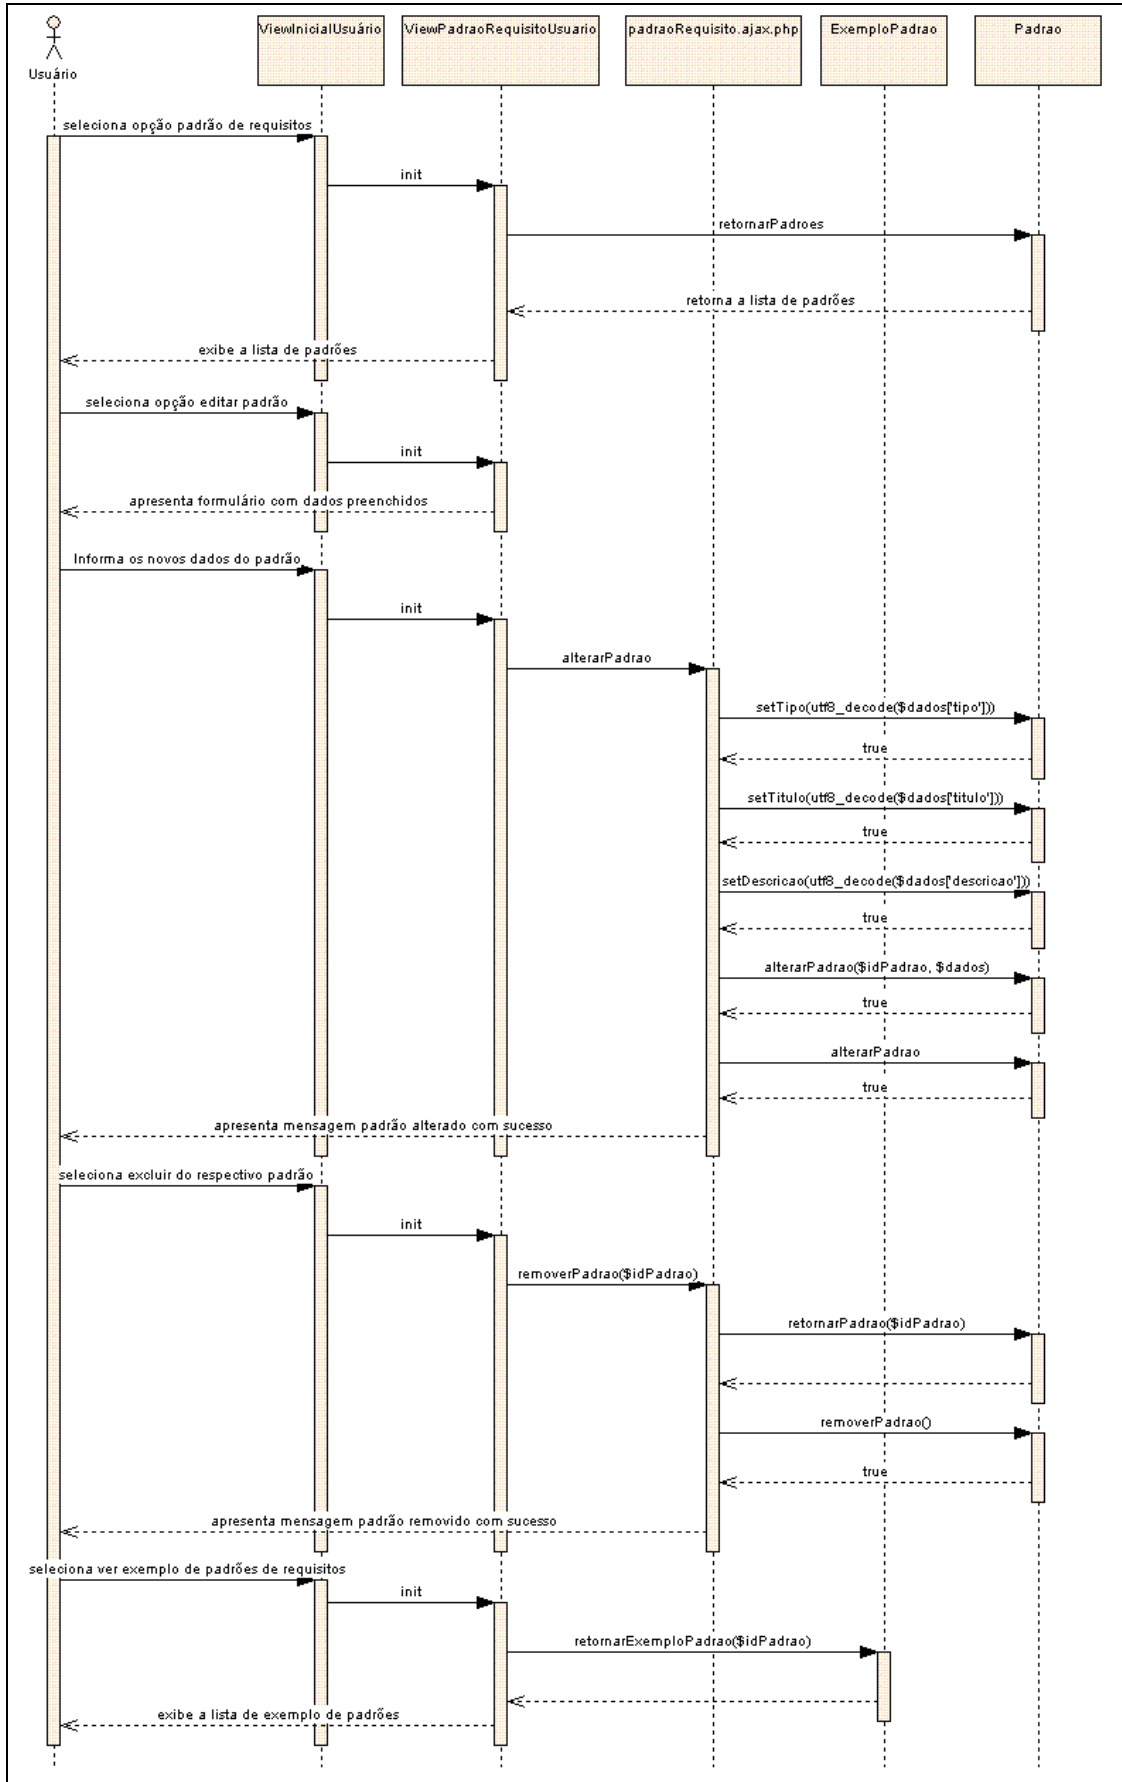 ViewInicialUsuário
ViewPadraoRequisitoUsuario
padraoRequisito.ajax.php
ExemploPadrao
Padrao
Usuário
seleciona opção padrão de requisitos
init
retornarPadroes
retorna a lista de padrões
exibe a lista de padrões
seleciona opção editar padrão
init
apresenta formulário com dados preenchidos
Informa os novos dados do padrão
init
alterarPadrao
setTipo(utf8_decode($dados['tipo']))
true
setTitulo(utf8_decode($dados['titulo']))
true
setDescricao(utf8_decode($dados['descricao']))
true
alterarPadrao($idPadrao, $dados)
true
alterarPadrao
true
apresenta mensagem padrão alterado com sucesso
seleciona excluir do respectivo padrão
init
removerPadrao($idPadrao)
retornarPadrao($idPadrao)
removerPadrao()
true
apresenta mensagem padrão removido com sucesso
seleciona ver exemplo de padrões de requisitos
init
retornarExemploPadrao($idPadrao)
exibe a lista de exemplo de padrões